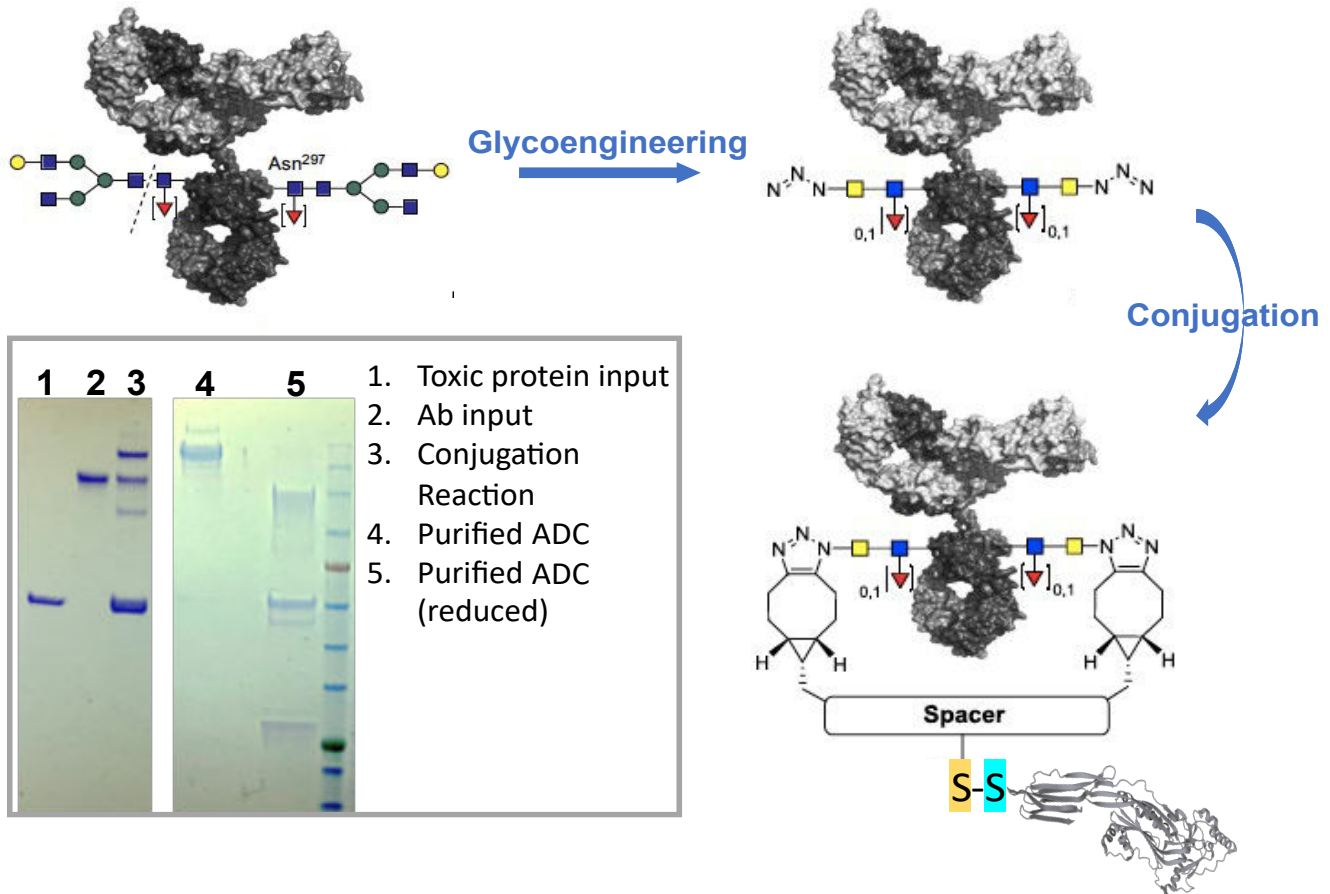 Asn297
Glycoengineering
N N N
N N N
[ ]
[ ]
0,1 [ ]
[ ] 0,1
Conjugation
1 2 3 4 5
1. Toxic protein input
2. Ab input
3. Conjugation
Reaction
4. Purified ADC
5. Purified ADC
(reduced)
N N N
N N N
0,1 [ ]
[ ] 0,1
H H
H H
Spacer
S-S